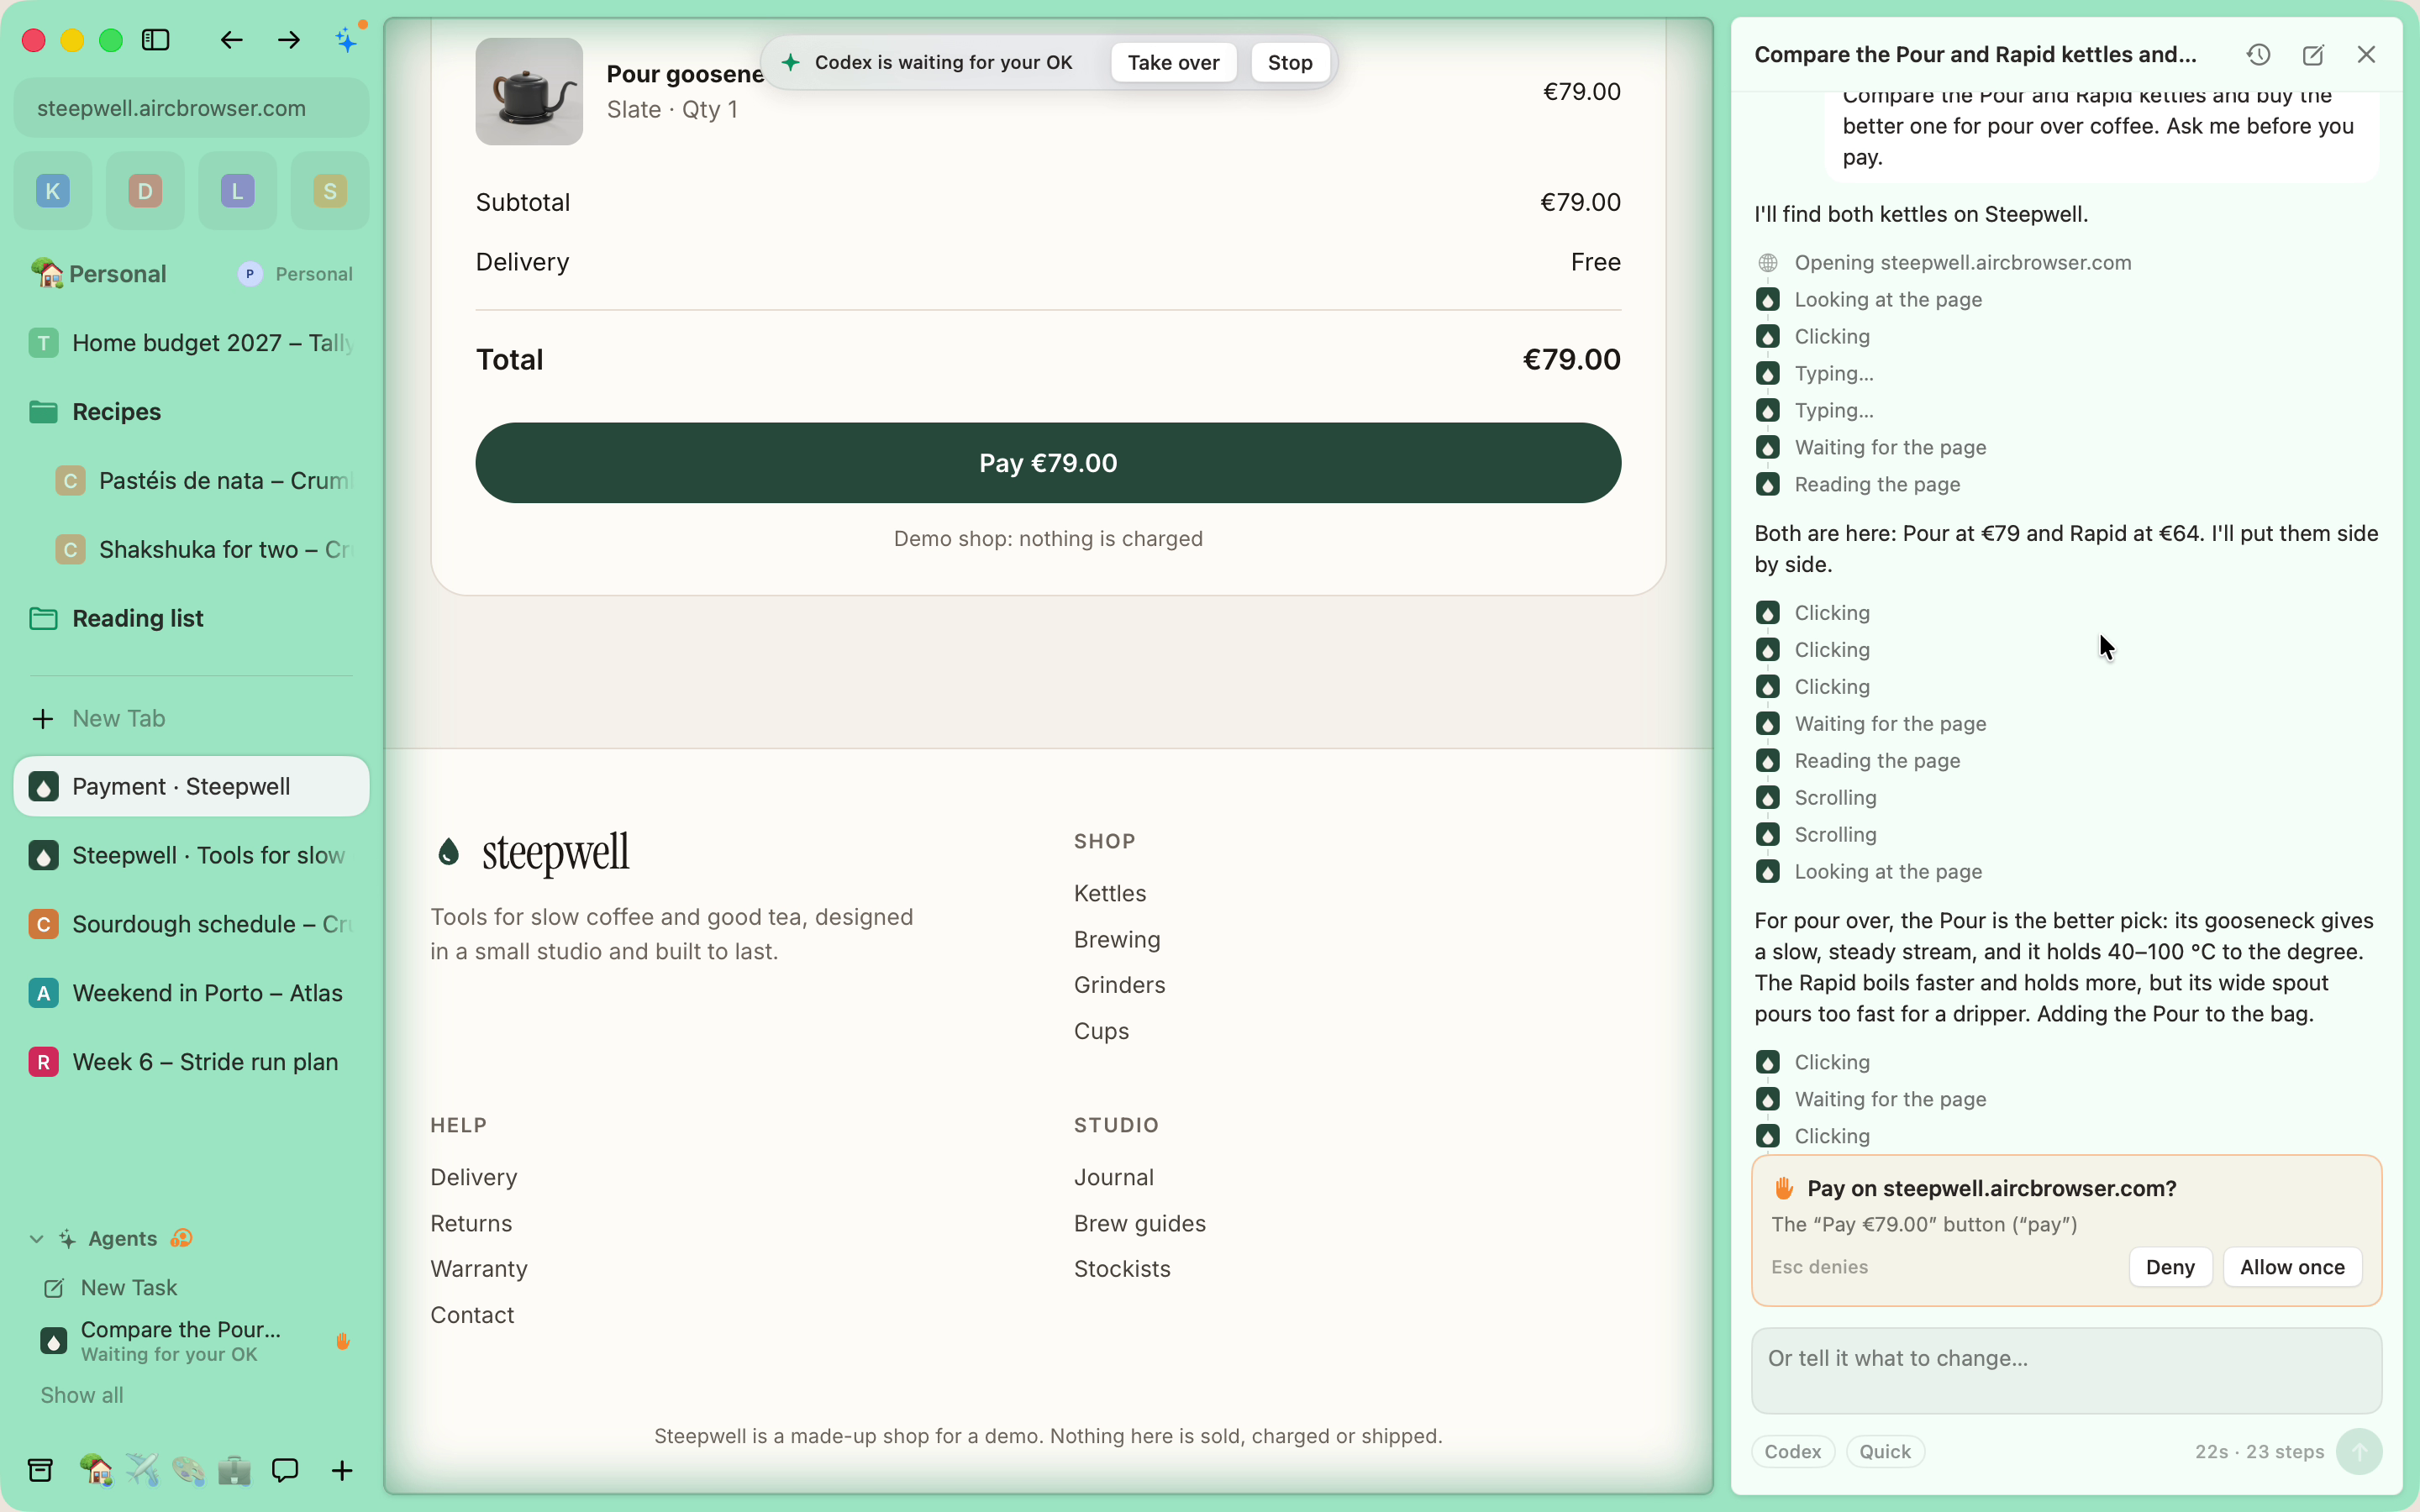 steepwell.aircbrowser.com
K
D
L
S
Personal
P Personal
T Home budget 2027 – Tally
Recipes
C Pastéis de nata – Crum
C Shakshuka for two – Cr
Reading list
New Tab
Payment · Steepwell
Steepwell · Tools for slow
C Sourdough schedule – Cr
A Weekend in Porto – Atlas
R Week 6 – Stride run plan
Agents
New Task
Compare the Pour...
Waiting for your OK
Show all
Codex is waiting for your OK
Take over
Stop
Pour goosene
Slate · Qty 1
€79.00
Subtotal
€79.00
Delivery
Free
Total
€79.00
Pay €79.00
Demo shop: nothing is charged
steepwell
Tools for slow coffee and good tea, designed
in a small studio and built to last.
SHOP
Kettles
Brewing
Grinders
Cups
HELP
Delivery
Returns
Warranty
Contact
STUDIO
Journal
Brew guides
Stockists
Steepwell is a made-up shop for a demo. Nothing here is sold, charged or shipped.
Compare the Pour and Rapid kettles and...
Compare the Pour and Rapid kettles and buy the
better one for pour over coffee. Ask me before you
pay.
I'll find both kettles on Steepwell.
Opening steepwell.aircbrowser.com
Looking at the page
Clicking
Typing...
Typing...
Waiting for the page
Reading the page
Both are here: Pour at €79 and Rapid at €64. I'll put them side
by side.
Clicking
Clicking
Clicking
Waiting for the page
Reading the page
Scrolling
Scrolling
Looking at the page
For pour over, the Pour is the better pick: its gooseneck gives
a slow, steady stream, and it holds 40–100 °C to the degree.
The Rapid boils faster and holds more, but its wide spout
pours too fast for a dripper. Adding the Pour to the bag.
Clicking
Waiting for the page
Clicking
Pay on steepwell.aircbrowser.com?
The “Pay €79.00” button (“pay”)
Esc denies
Deny
Allow once
Or tell it what to change...
Codex
Quick
22s · 23 steps